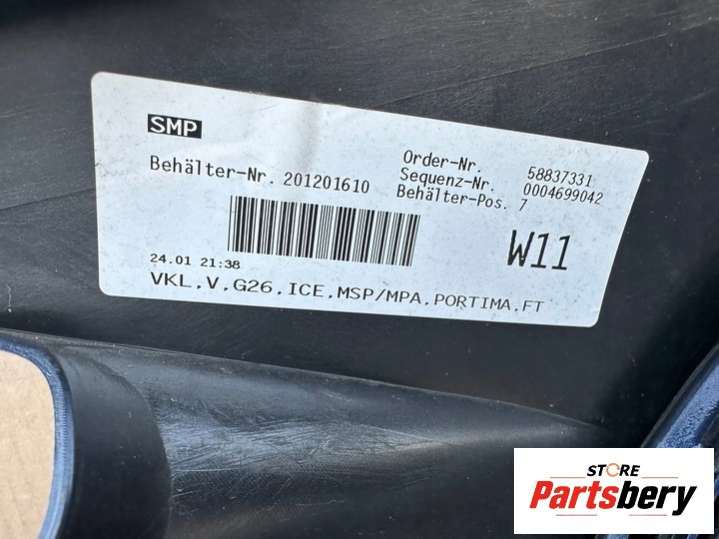 SMP
Behälter-Nr. 201201610
Order-Nr. 58837331
Sequenz-Nr. 0004699042
Behälter-Pos. 7
W11
24.01 21:38
VKL.V.G26.ICE.MSP/MPA.PORTIMA.FT
STORE
Partsbery